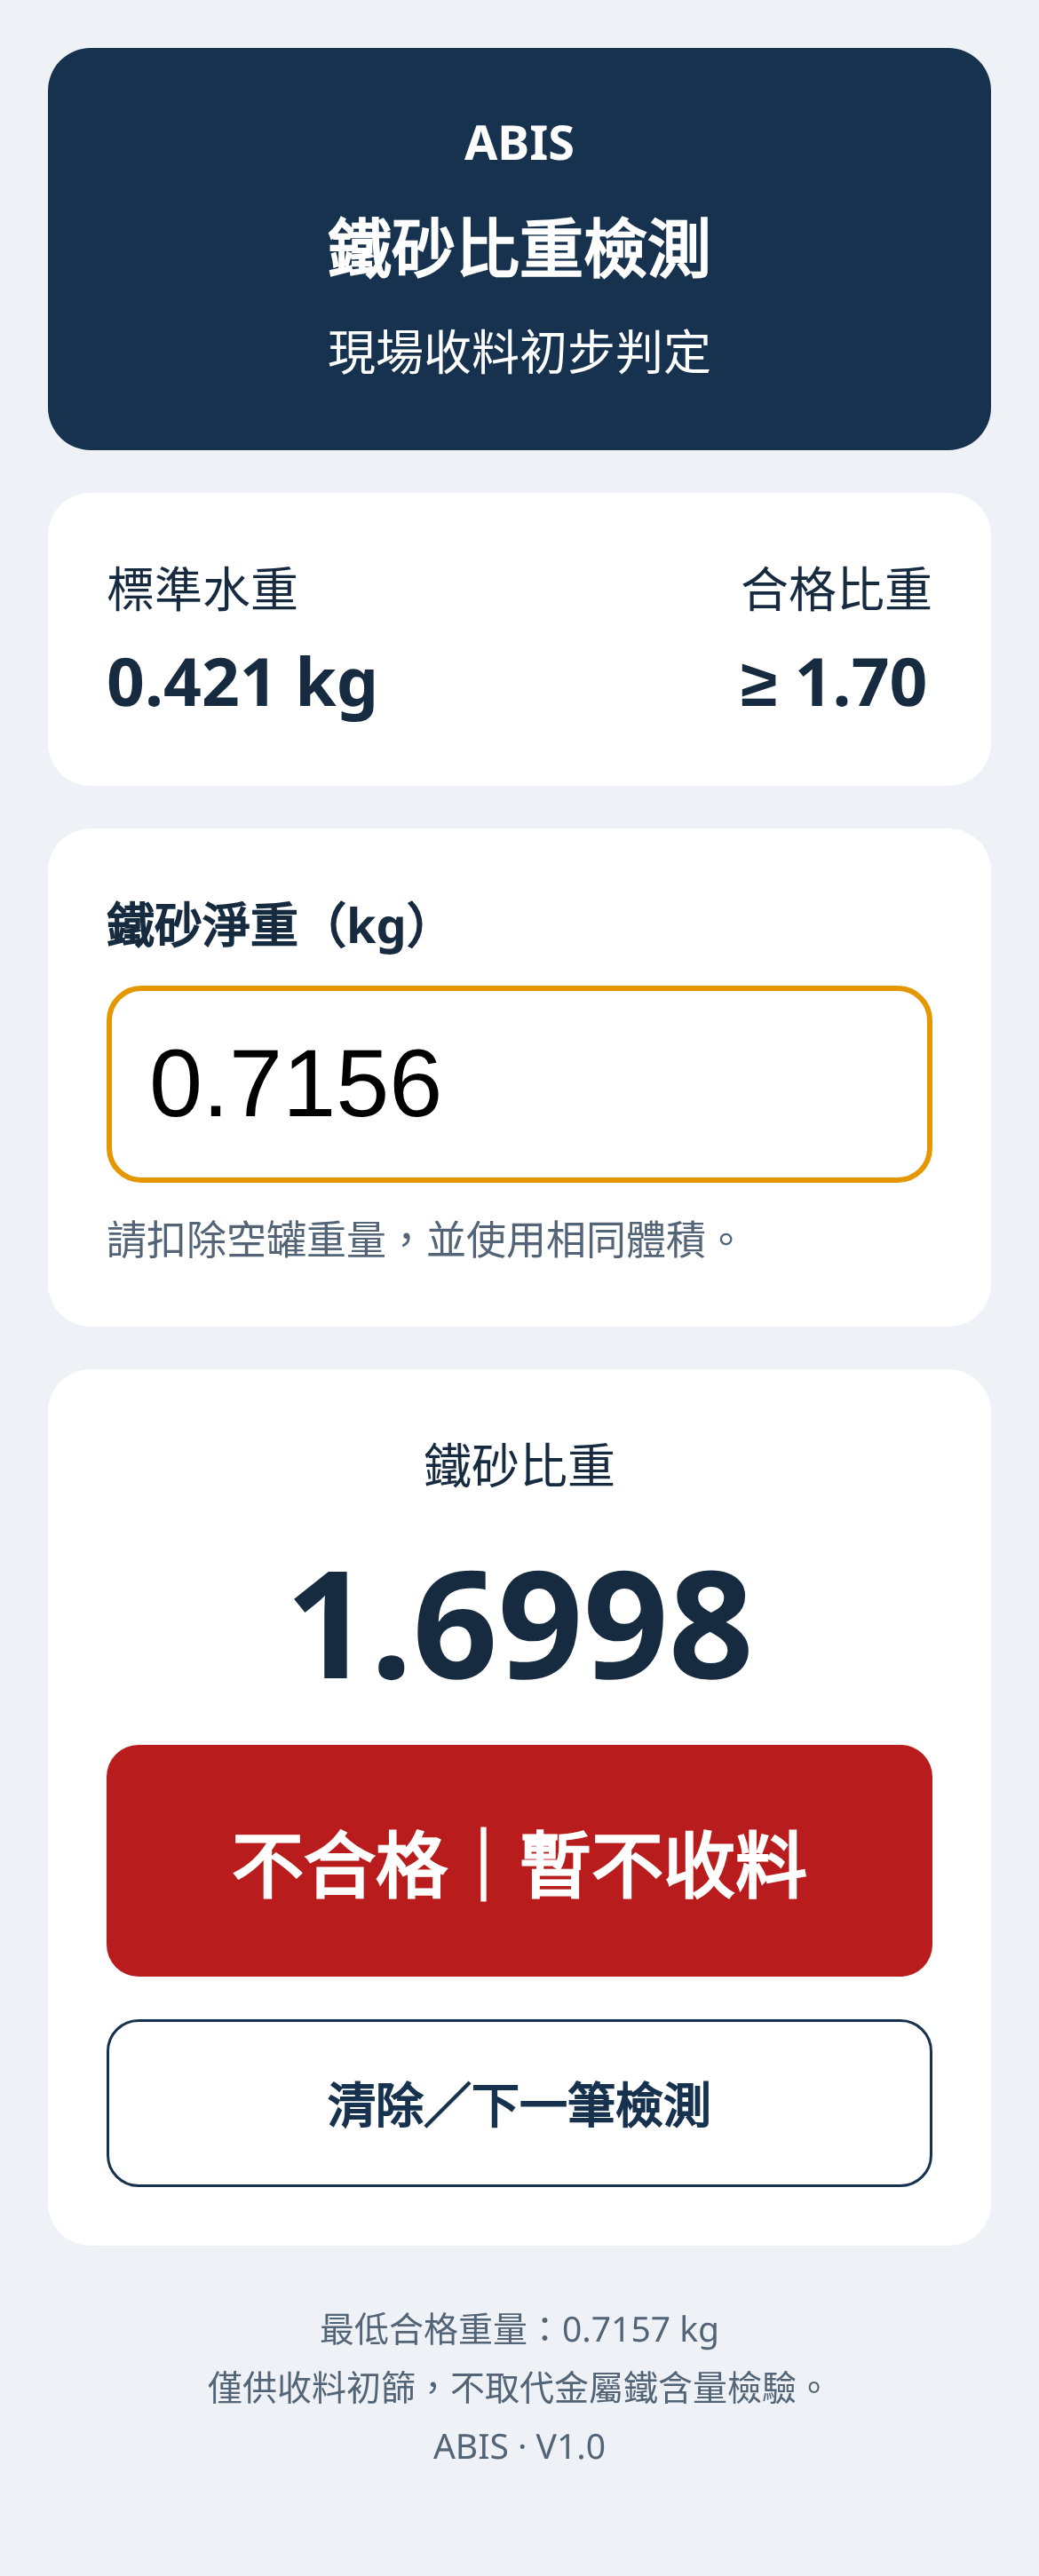 ABIS
鐵砂比重檢測
現場收料初步判定
標準水重
0.421 kg
合格比重
≥ 1.70
鐵砂淨重（kg）
0.7156
請扣除空罐重量，並使用相同體積。
鐵砂比重
1.6998
不合格｜暫不收料
清除／下一筆檢測
最低合格重量：0.7157 kg
僅供收料初篩，不取代金屬鐵含量檢驗。
ABIS · V1.0